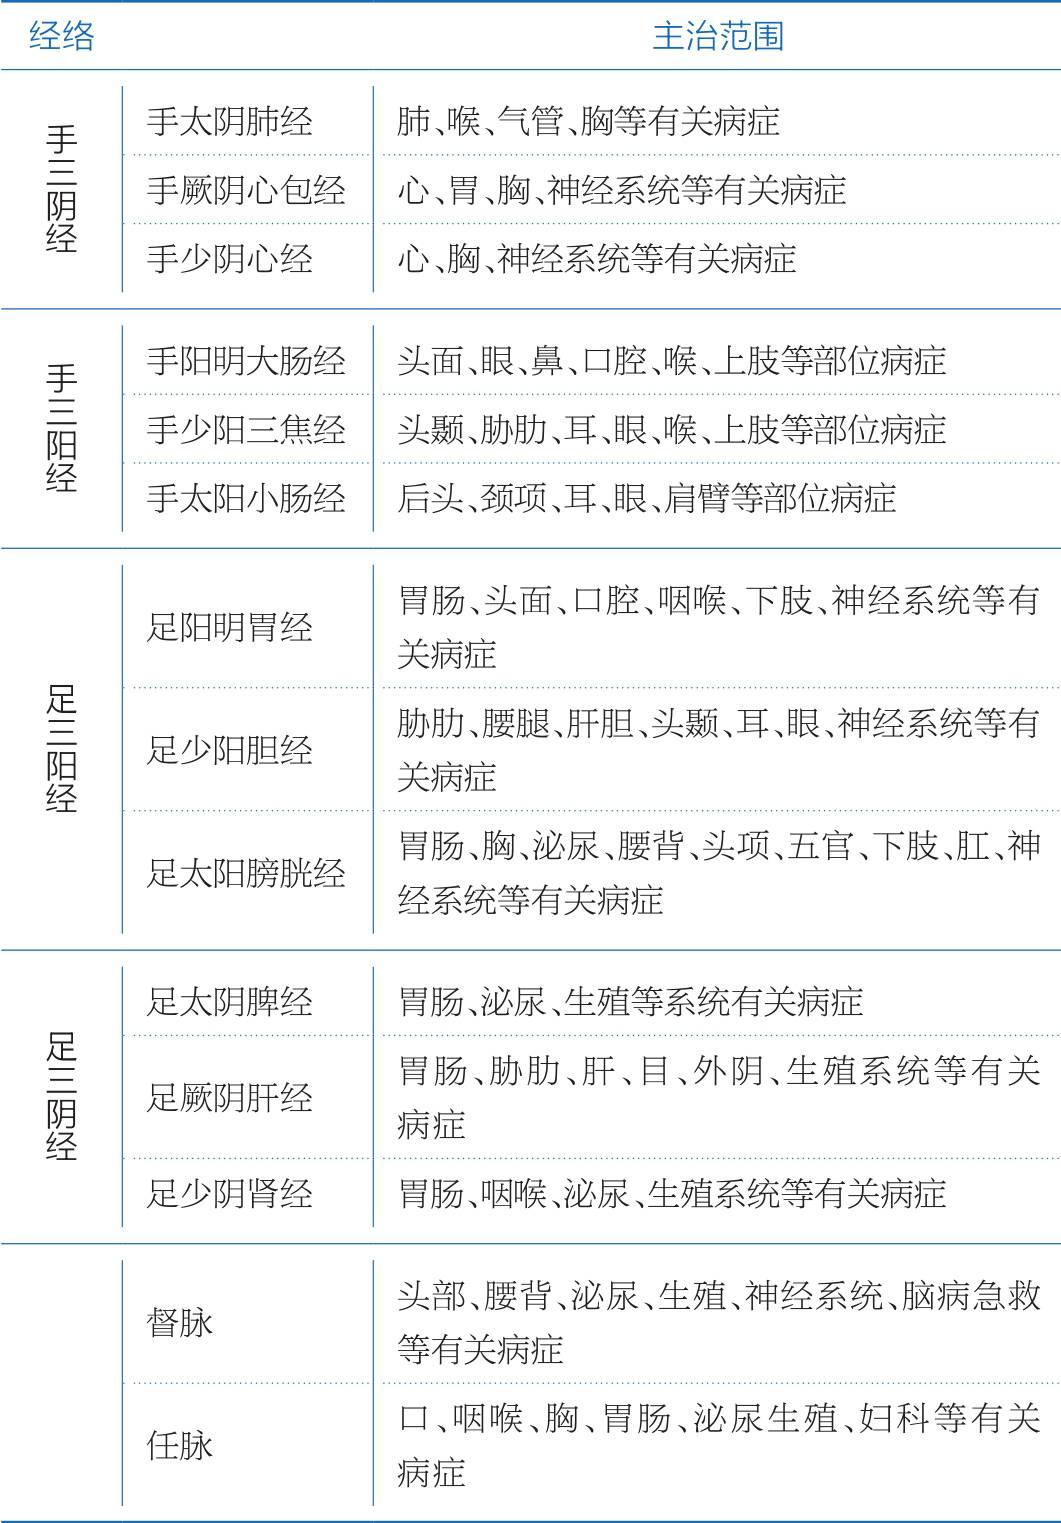 经络 主治范围
手三阴经
手太阴肺经 肺、喉、气管、胸等有关病症
手厥阴心包经 心、胃、胸、神经系统等有关病症
手少阴心经 心、胸、神经系统等有关病症
手三阳经
手阳明大肠经 头面、眼、鼻、口腔、喉、上肢等部位病症
手少阳三焦经 头颞、胁肋、耳、眼、喉、上肢等部位病症
手太阳小肠经 后头、颈项、耳、眼、肩臂等部位病症
足三阳经
足阳明胃经 胃肠、头面、口腔、咽喉、下肢、神经系统等有
关病症
足少阳胆经 胁肋、腰腿、肝胆、头颞、耳、眼、神经系统等有
关病症
足太阳膀胱经 胃肠、胸、泌尿、腰背、头项、五官、下肢、肛、神
经系统等有关病症
足三阴经
足太阴脾经 胃肠、泌尿、生殖等系统有关病症
足厥阴肝经 胃肠、胁肋、肝、目、外阴、生殖系统等有关
病症
足少阴肾经 胃肠、咽喉、泌尿、生殖系统等有关病症
督脉 头部、腰背、泌尿、生殖、神经系统、脑病急救
等有关病症
任脉 口、咽喉、胸、胃肠、泌尿生殖、妇科等有关
病症